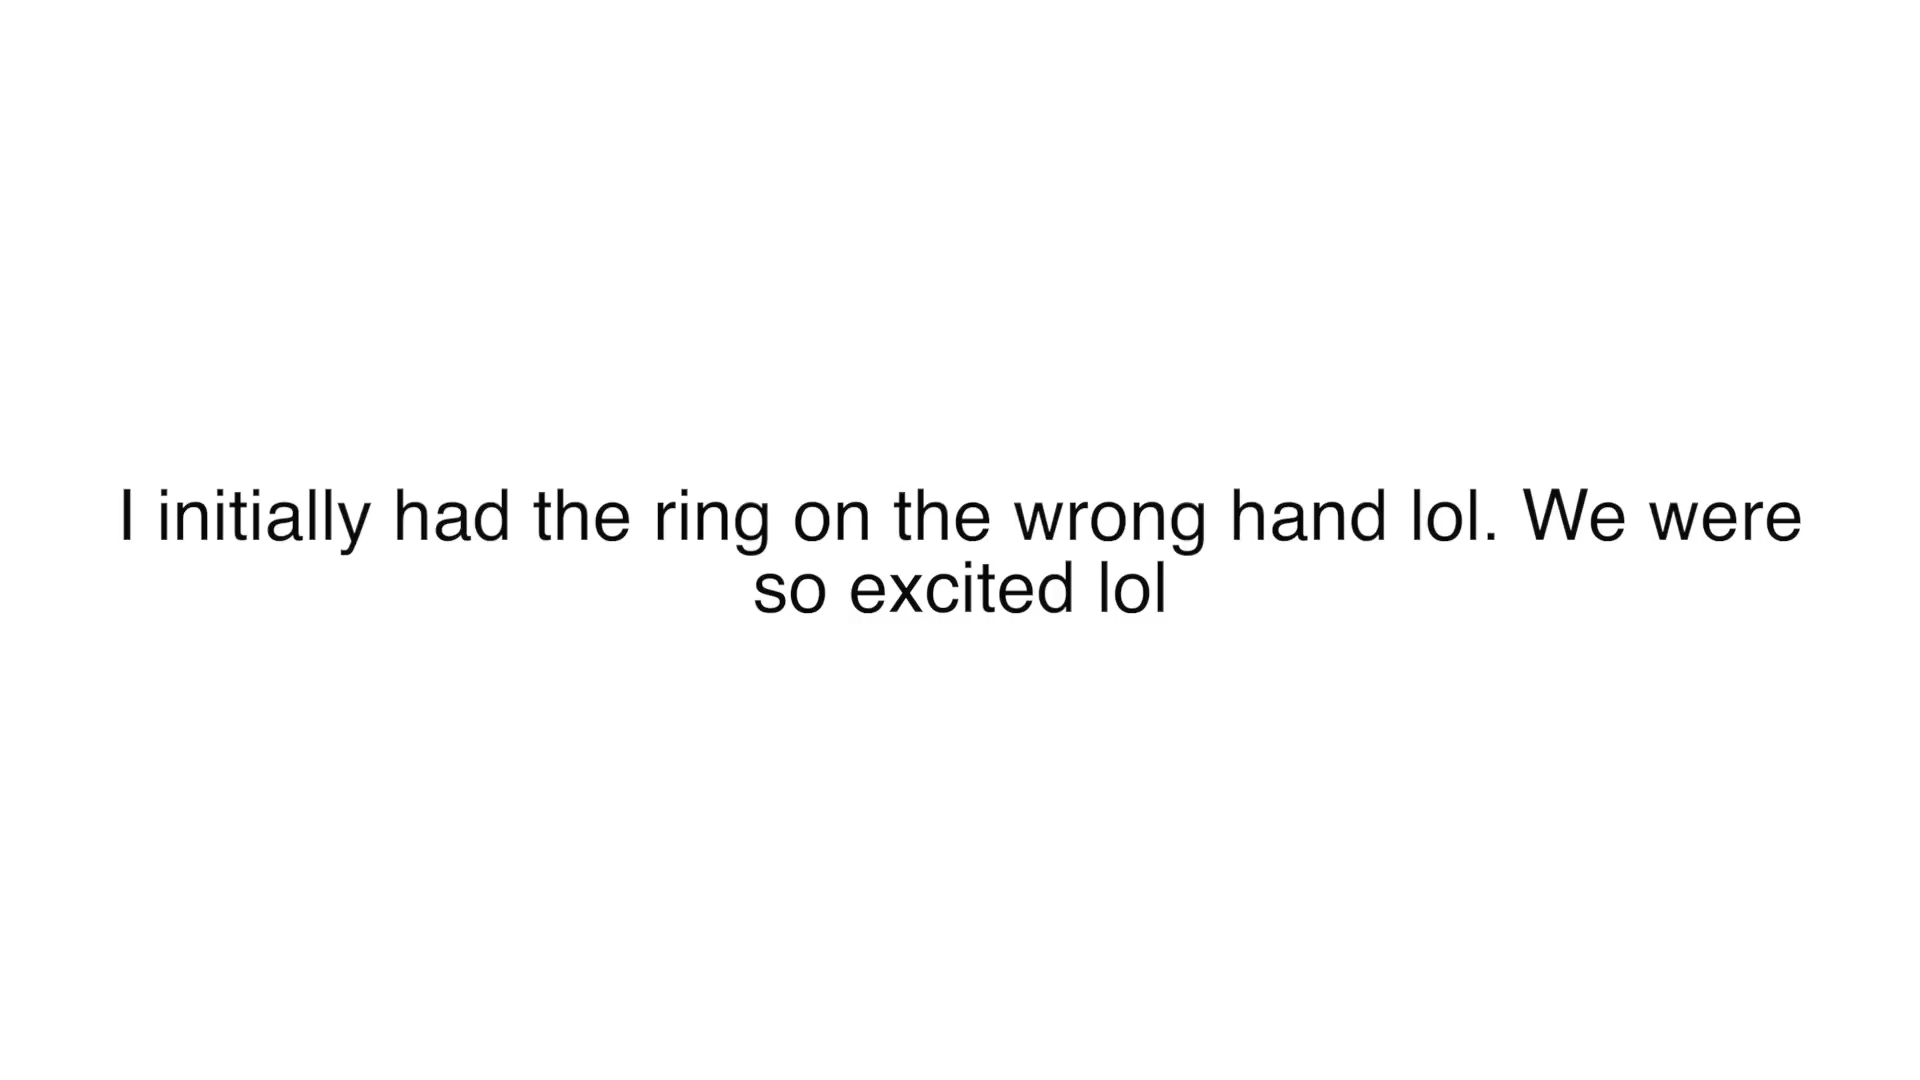 I initially had the ring on the wrong hand lol. We were
so excited lol